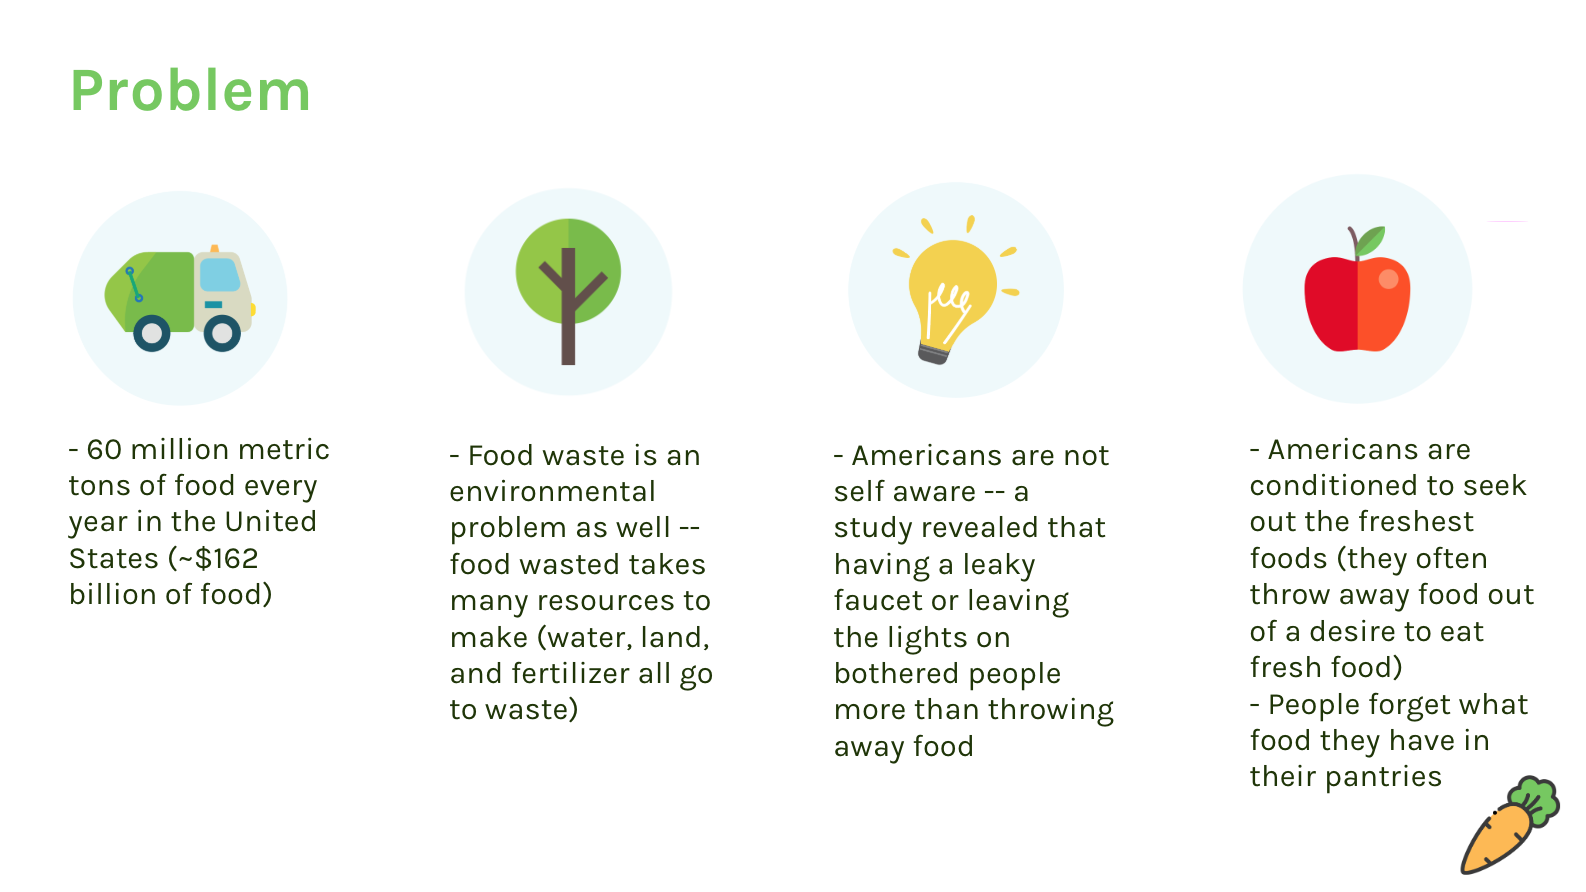 Problem
- 60 million metric
tons of food every
year in the United
States (~$162
billion of food)
- Food waste is an
environmental
problem as well --
food wasted takes
many resources to
make (water, land,
and fertilizer all go
to waste)
- Americans are not
self aware -- a
study revealed that
having a leaky
faucet or leaving
the lights on
bothered people
more than throwing
away food
- Americans are
conditioned to seek
out the freshest
foods (they often
throw away food out
of a desire to eat
fresh food)
- People forget what
food they have in
their pantries